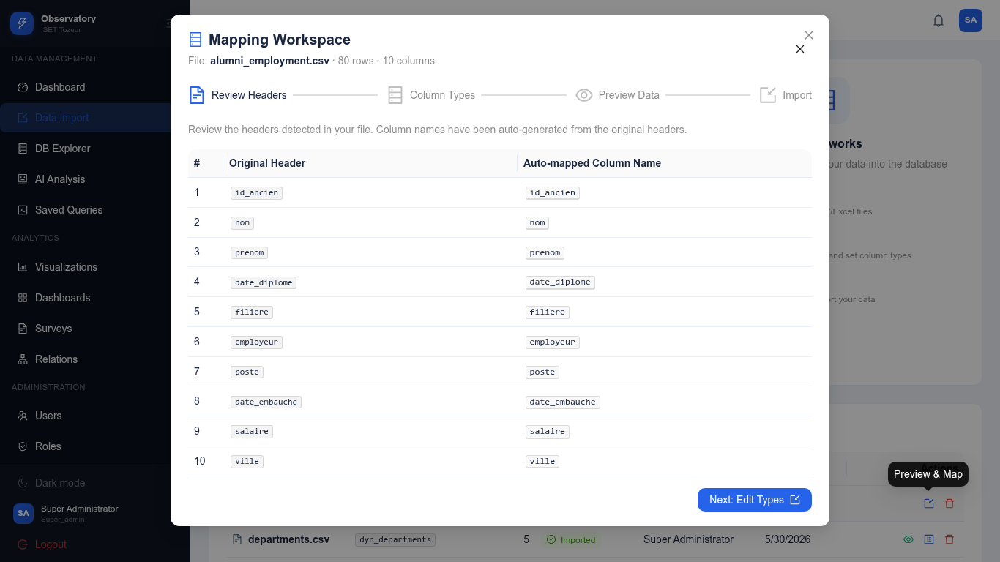 Observatory
ISET Tozeur
DATA MANAGEMENT
Dashboard
Data Import
DB Explorer
AI Analysis
Saved Queries
ANALYTICS
Visualizations
Dashboards
Surveys
Relations
ADMINISTRATION
Users
Roles
Dark mode
SA
Super Administrator
Super_admin
Logout
SA
Mapping Workspace
File: alumni_employment.csv · 80 rows · 10 columns
Review Headers
Column Types
Preview Data
Import
Review the headers detected in your file. Column names have been auto-generated from the original headers.
# Original Header Auto-mapped Column Name
1 id_ancien id_ancien
2 nom nom
3 prenom prenom
4 date_diplome date_diplome
5 filiere filiere
6 employeur employeur
7 poste poste
8 date_embauche date_embauche
9 salaire salaire
10 ville ville
Next: Edit Types
works
our data into the database
/Excel files
and set column types
rt your data
Preview & Map
departments.csv dyn_departments 5 Imported Super Administrator 5/30/2026